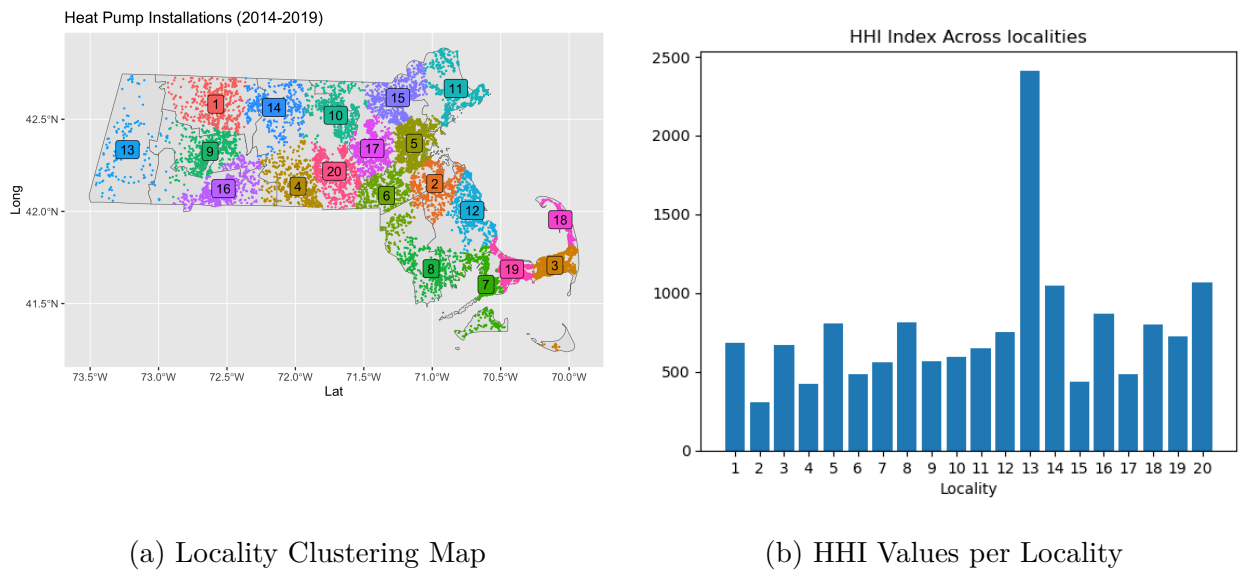 Heat Pump Installations (2014-2019)
42.5°N
42.0°N
41.5°N
Long
11
15
1
14
10
5
17
13
9
20
2
16
4
6
12
18
8
19
3
7
73.5°W 73.0°W 72.5°W 72.0°W 71.5°W 71.0°W 70.5°W 70.0°W
Lat
(a) Locality Clustering Map
HHI Index Across localities
2500
2000
1500
1000
500
0
1 2 3 4 5 6 7 8 9 10 11 12 13 14 15 16 17 18 19 20
Locality
(b) HHI Values per Locality